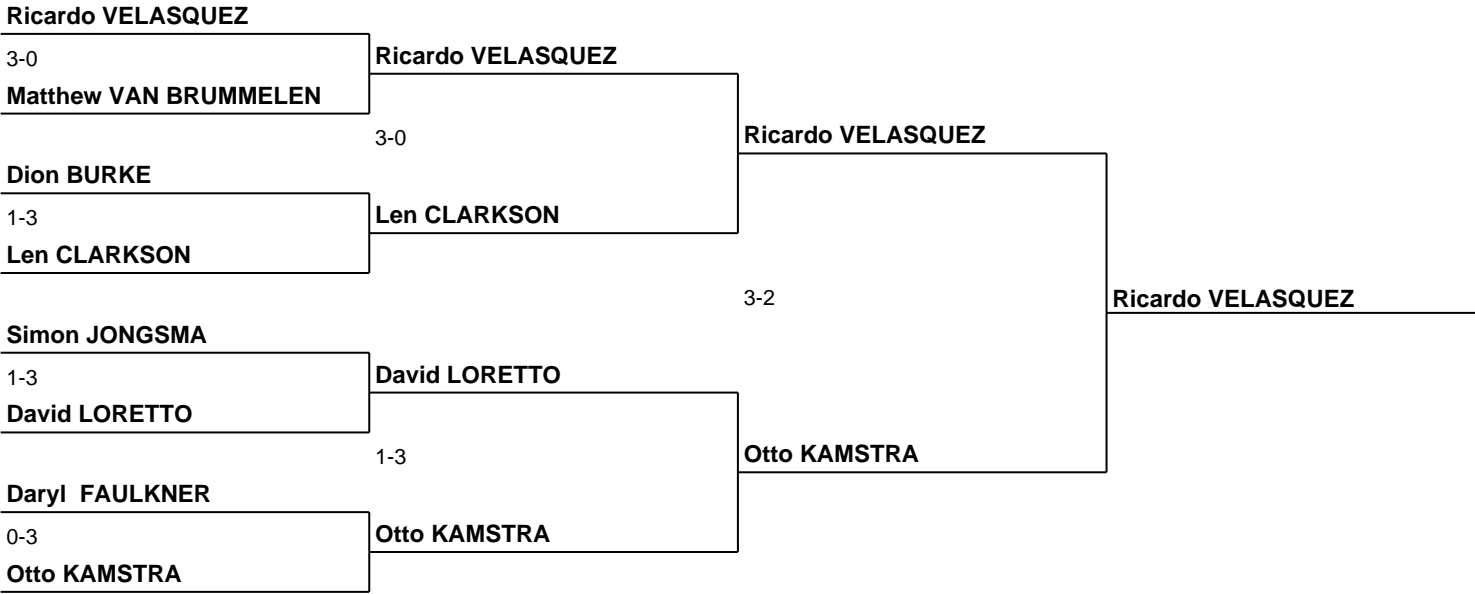 Ricardo VELASQUEZ
3-0
Matthew VAN BRUMMELEN
Dion BURKE
1-3
Len CLARKSON
Simon JONGSMA
1-3
David LORETTO
Daryl  FAULKNER
0-3
Otto KAMSTRA
Ricardo VELASQUEZ
3-0
Len CLARKSON
David LORETTO
1-3
Otto KAMSTRA
Ricardo VELASQUEZ
3-2
Otto KAMSTRA
Ricardo VELASQUEZ